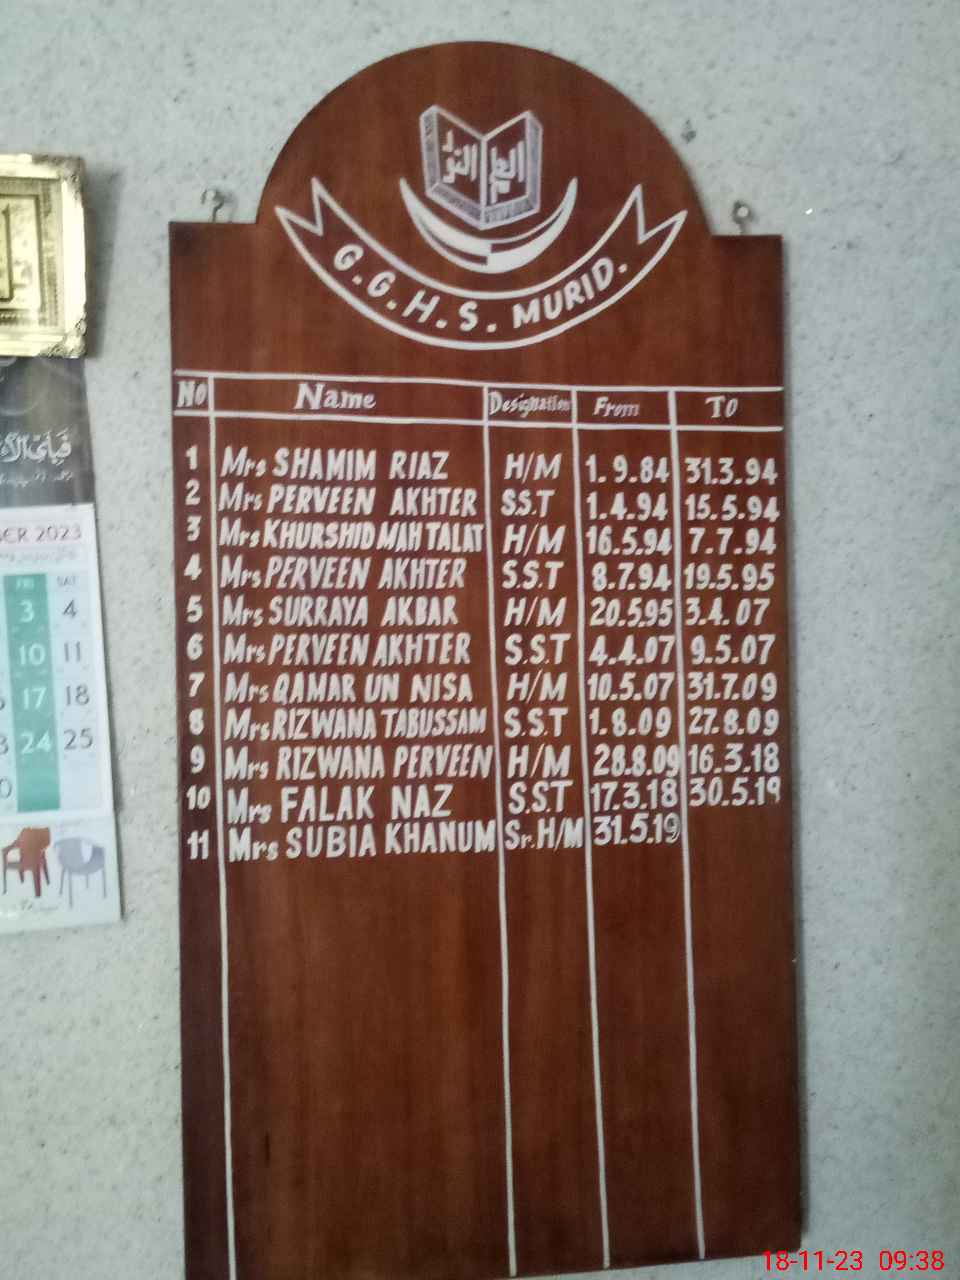 النور العلم
G.G.H.S. MURID.
No Name Designation From To
1 Mrs SHAMIM RIAZ H/M 1.9.84 31.3.94
2 Mrs PERVEEN AKHTER S.S.T 1.4.94 15.5.94
3 Mrs KHURSHID MAH TALAT H/M 16.5.94 7.7.94
4 Mrs PERVEEN AKHTER S.S.T 8.7.94 19.5.95
5 Mrs SURRAYA AKBAR H/M 20.5.95 3.4.07
6 Mrs PERVEEN AKHTER S.S.T 4.4.07 9.5.07
7 Mrs QAMAR UN NISA H/M 10.5.07 31.7.09
8 Mrs RIZWANA TABUSSAM S.S.T 1.8.09 27.8.09
9 Mrs RIZWANA PERVEEN H/M 28.8.09 16.3.18
10 Mrs FALAK NAZ S.S.T 17.3.18 30.5.19
11 Mrs SUBIA KHANUM Sr.H/M 31.5.19
BER 2023
FRI SAT
3 4
10 11
17 18
24 25
18-11-23 09:38